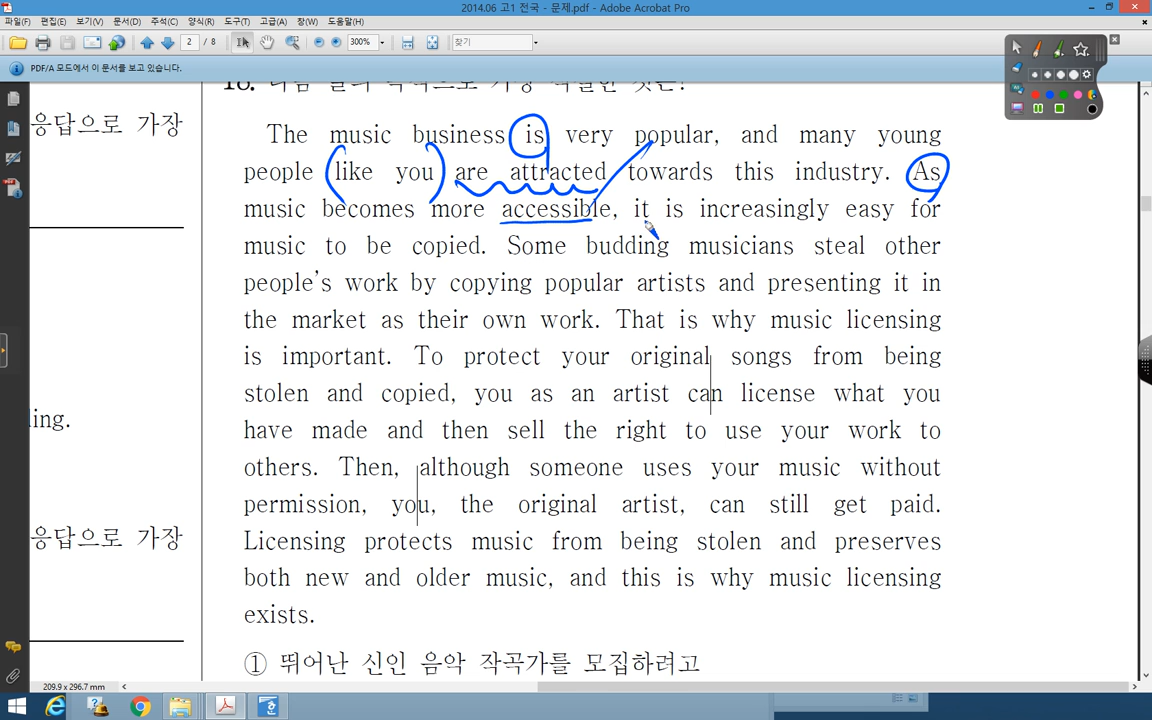 2014.06 고1 전국 - 문제.pdf - Adobe Acrobat Pro
파일(F) 편집(E) 보기(V) 문서(D) 주석(C) 양식(R) 도구(T) 고급(A) 창(W) 도움말(H)
2 / 8 300% 찾기
PDF/A 모드에서 이 문서를 보고 있습니다.
응답으로 가장
The music business is very popular, and many young
people (like you) are attracted towards this industry. As
music becomes more accessible, it is increasingly easy for
music to be copied. Some budding musicians steal other
people's work by copying popular artists and presenting it in
the market as their own work. That is why music licensing
is important. To protect your original songs from being
stolen and copied, you as an artist can license what you
ing.
have made and then sell the right to use your work to
others. Then, although someone uses your music without
permission, you, the original artist, can still get paid.
응답으로 가장
Licensing protects music from being stolen and preserves
both new and older music, and this is why music licensing
exists.
① 뛰어난 신인 음악 작곡가를 모집하려고
209.9 x 296.7 mm